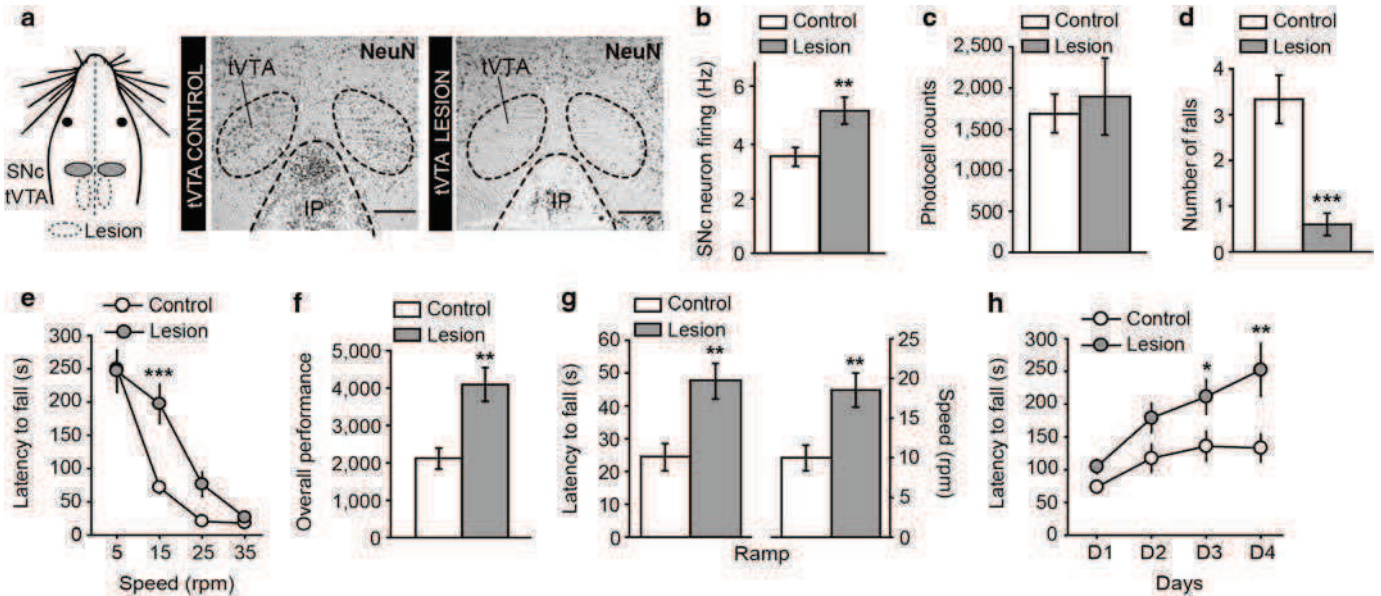 a
SNc
tVTA
Lesion
tVTA CONTROL
NeuN
tVTA
IP
tVTA LESION
NeuN
tVTA
IP
b
Control
Lesion
SNc neuron firing (Hz)
8
6
4
2
0
**
c
Control
Lesion
Photocell counts
2,500
2,000
1,500
1,000
500
0
d
Control
Lesion
Number of falls
4
3
2
1
0
***
e
Control
Lesion
Latency to fall (s)
300
250
200
150
100
50
0
***
5 15 25 35
Speed (rpm)
f
Control
Lesion
Overall performance
5,000
4,000
3,000
2,000
1,000
0
**
g
Control
Lesion
Latency to fall (s)
60
50
40
30
20
10
0
**
**
25
20
15
10
5
0
Speed (rpm)
Ramp
h
Control
Lesion
Latency to fall (s)
300
250
200
150
100
50
0
*
**
D1 D2 D3 D4
Days